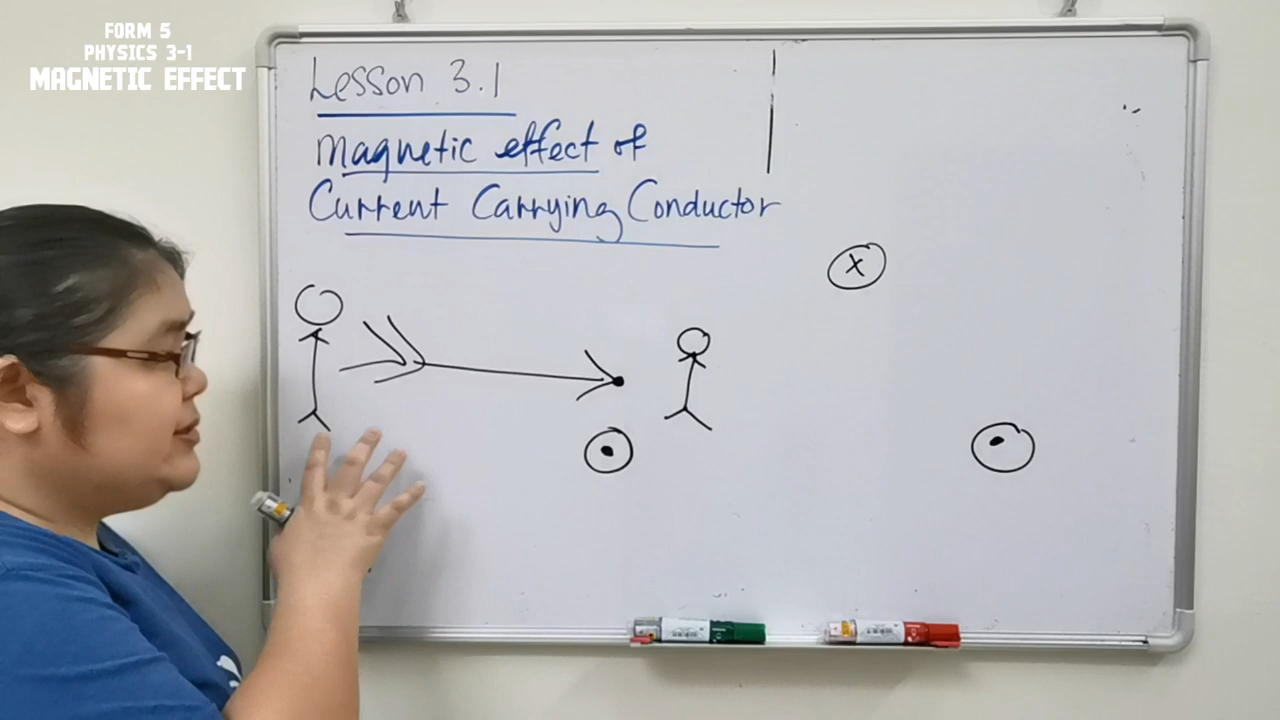 FORM 5
PHYSICS 3-1
MAGNETIC EFFECT
Lesson 3.1
Magnetic effect of
Current Carrying Conductor